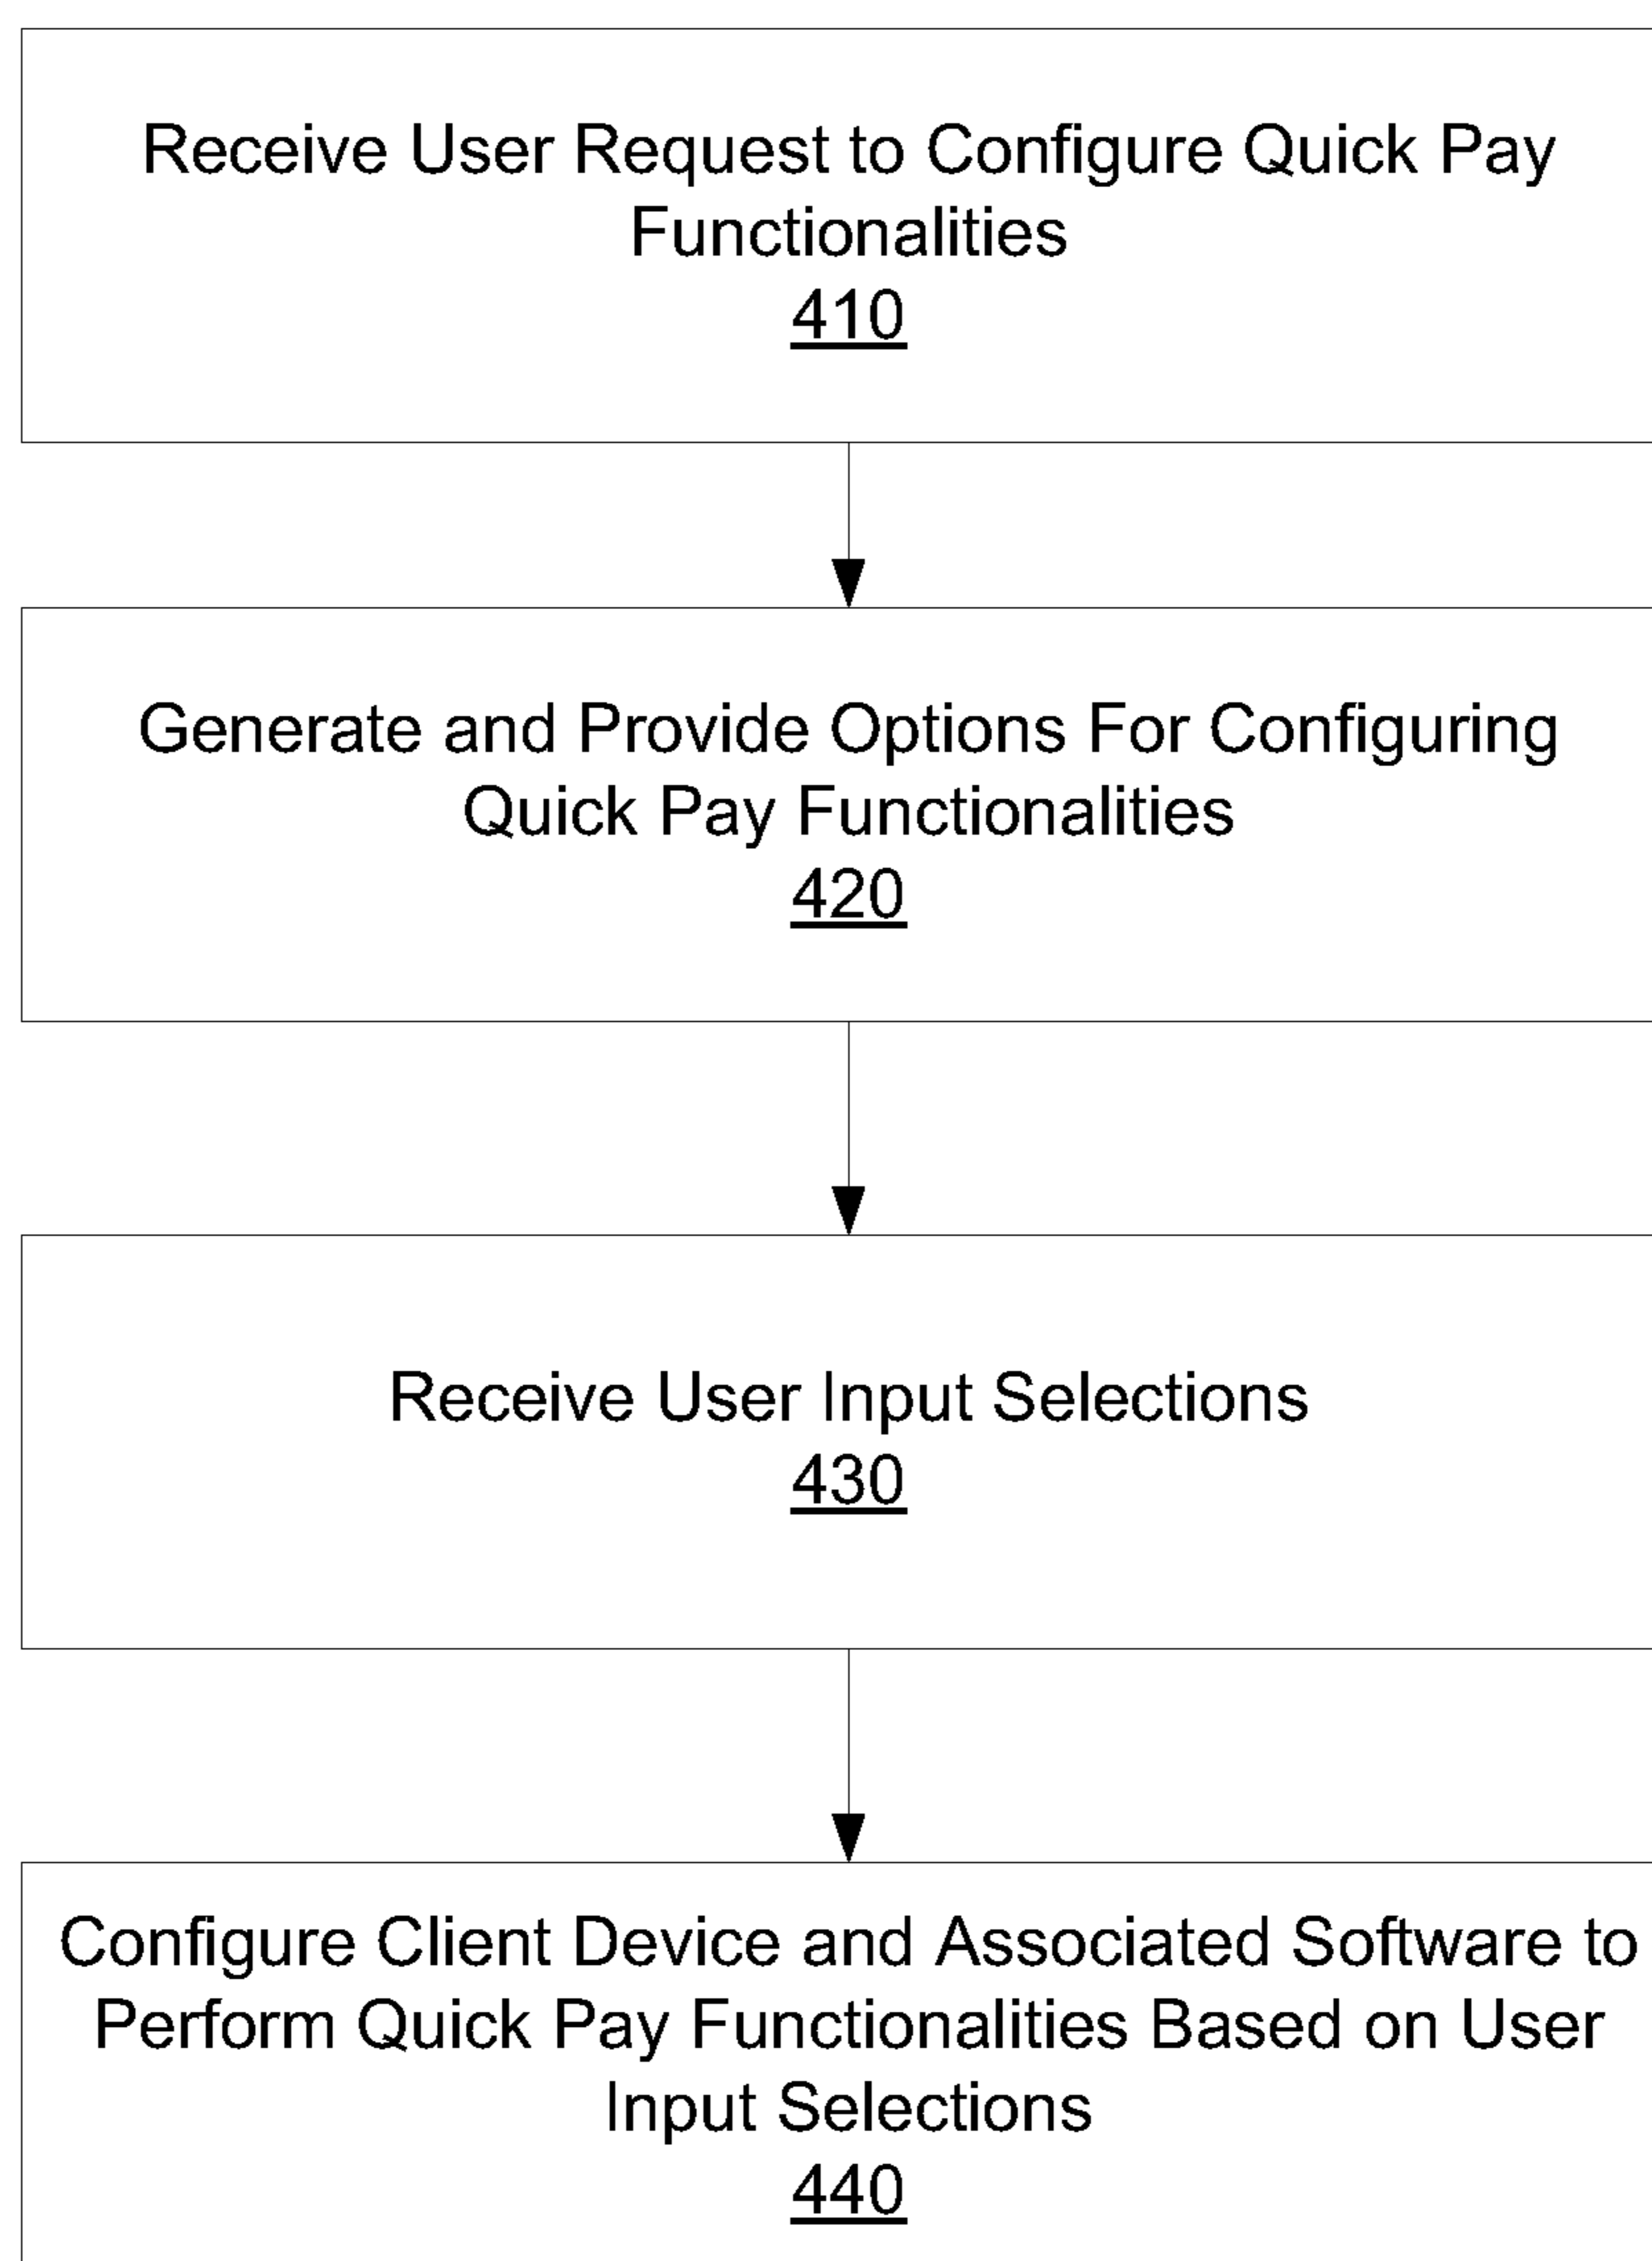 Receive User Request to Configure Quick Pay
Functionalities
410
Generate and Provide Options For Configuring
Quick Pay Functionalities
420
Receive User Input Selections
430
Configure Client Device and Associated Software to
Perform Quick Pay Functionalities Based on User
Input Selections
440